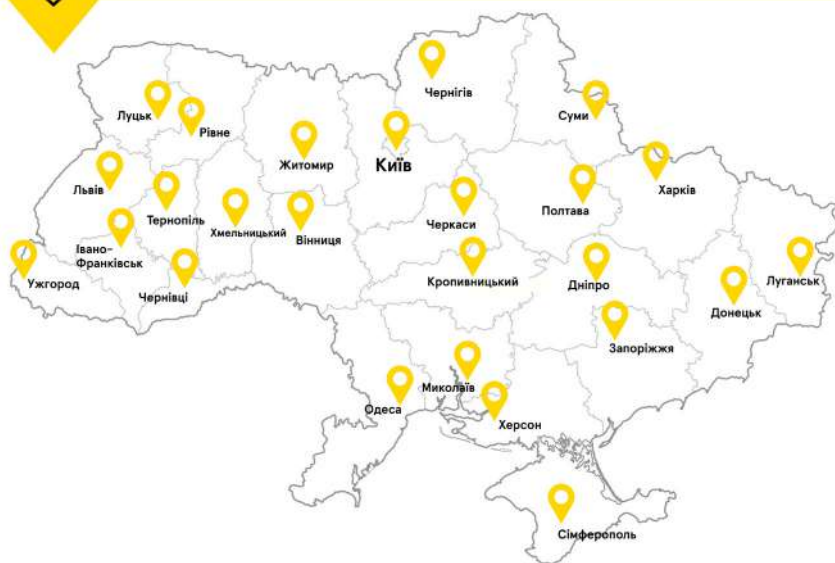 Чернігів
Луцьк
Суми
Рівне
Київ
Житомир
Львів
Харків
Тернопіль
Полтава
Черкаси
Хмельницький
Вінниця
Івано-
Франківськ
Ужгород
Кропивницький
Дніпро
Луганськ
Чернівці
Донецьк
Запоріжжя
Миколаїв
Одеса
Херсон
Сімферополь